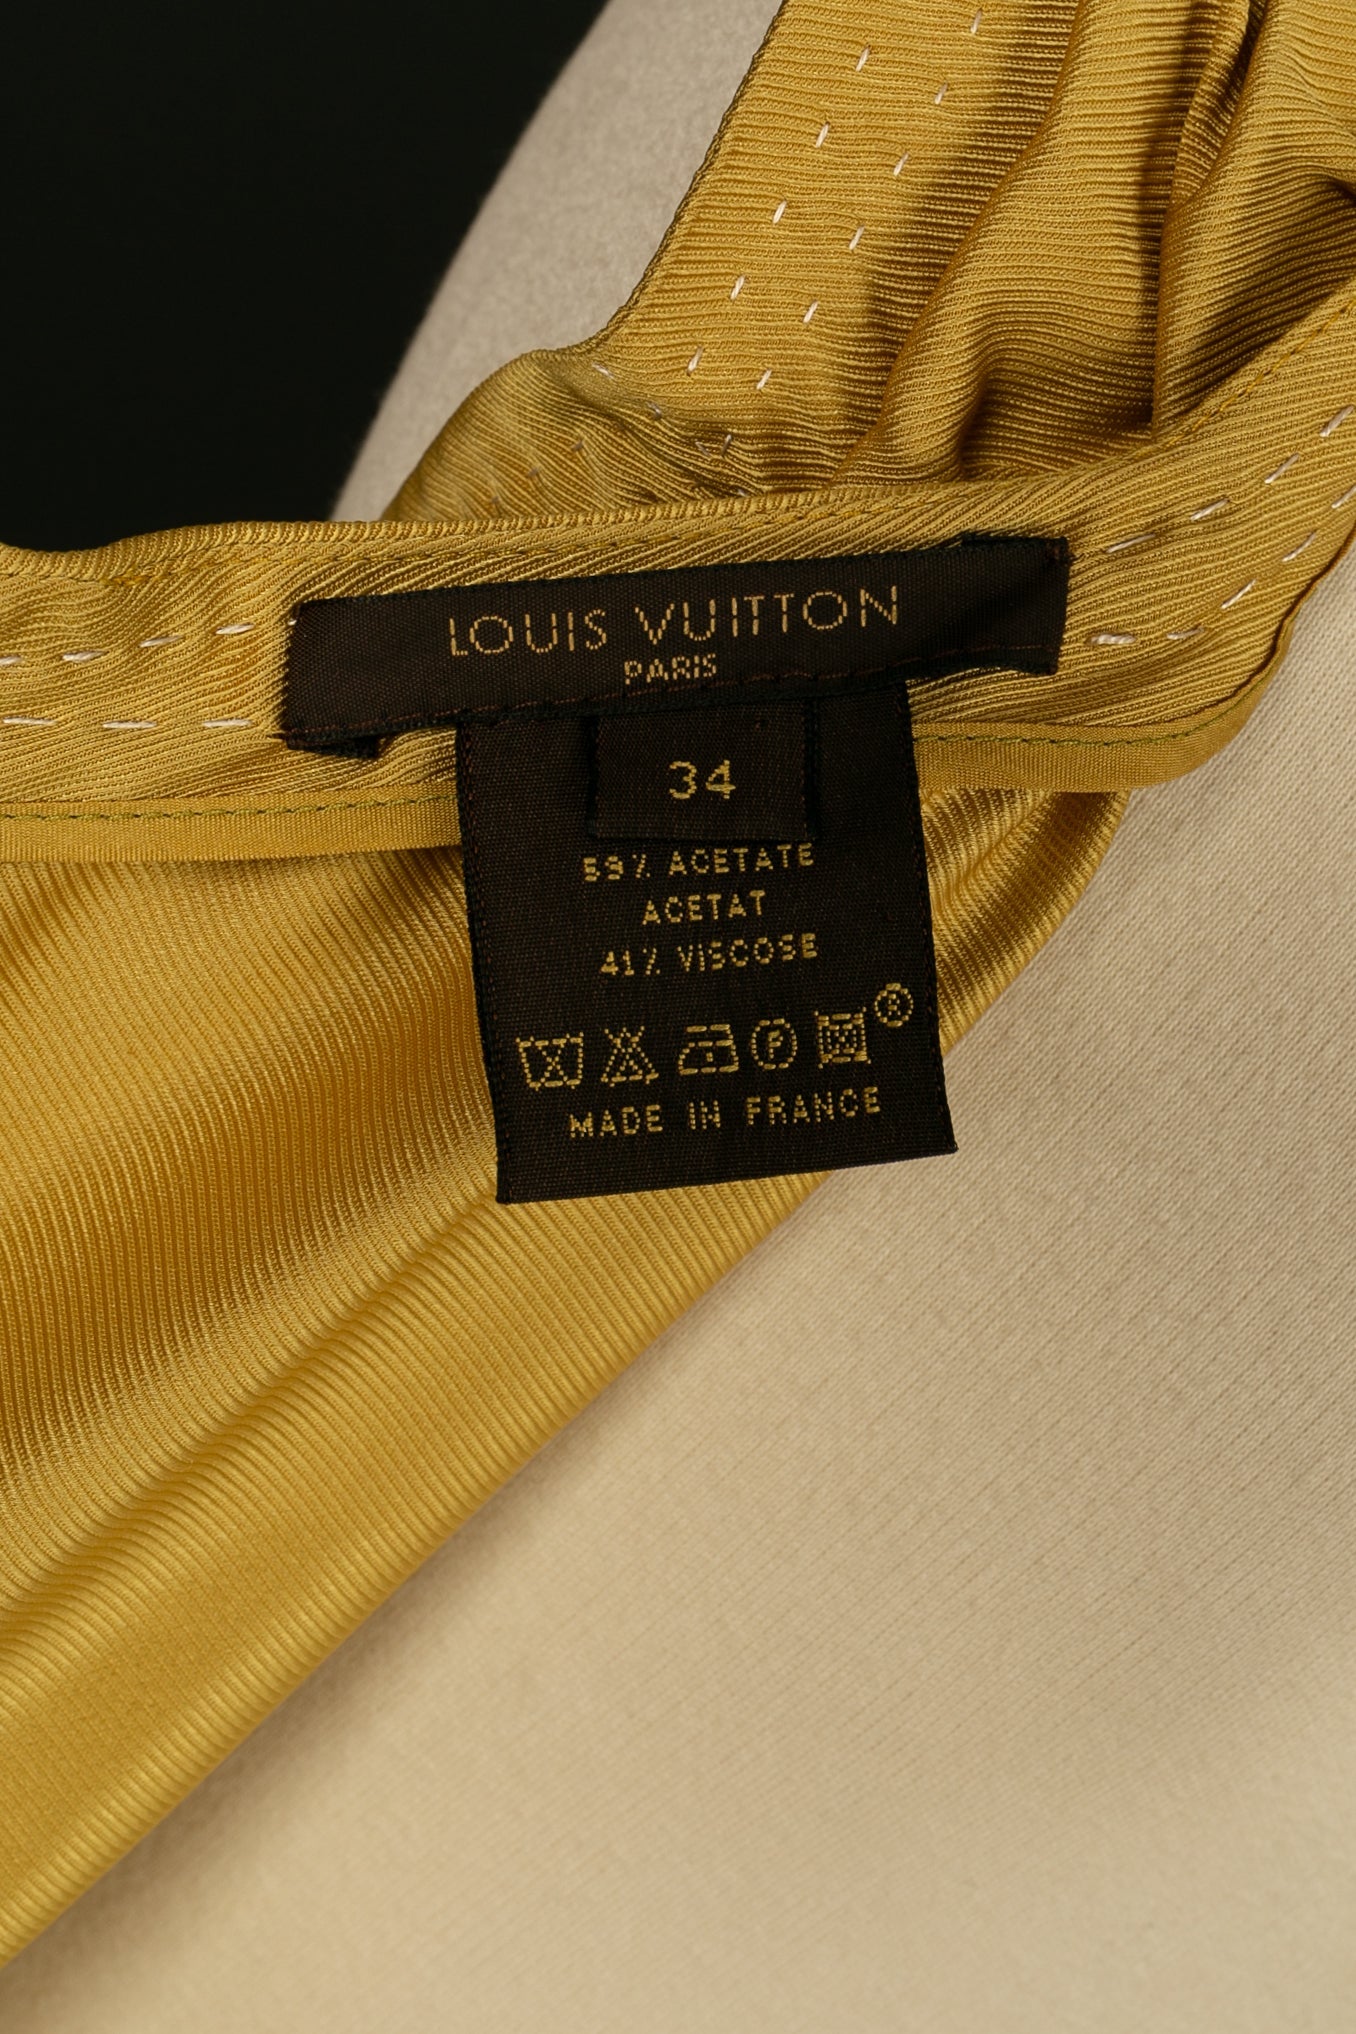 LOUIS VUITTON
PARIS
34
59% ACETATE
ACETAT
41% VISCOSE
P
®
MADE IN FRANCE